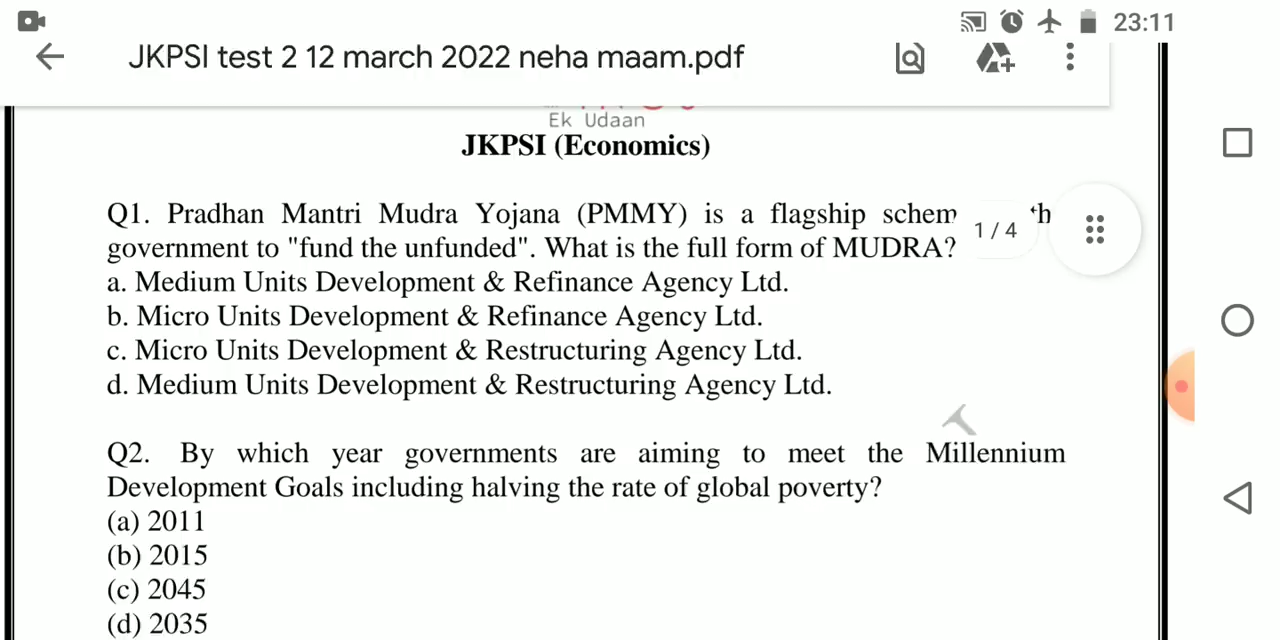 23:11
JKPSI test 2 12 march 2022 neha maam.pdf
Ek Udaan
JKPSI (Economics)
Q1. Pradhan Mantri Mudra Yojana (PMMY) is a flagship
1 / 4
government to "fund the unfunded". What is the full form of MUDRA?
a. Medium Units Development & Refinance Agency Ltd.
b. Micro Units Development & Refinance Agency Ltd.
c. Micro Units Development & Restructuring Agency Ltd.
d. Medium Units Development & Restructuring Agency Ltd.
Q2. By which year governments are aiming to meet the Millennium
Development Goals including halving the rate of global poverty?
(a) 2011
(b) 2015
(c) 2045
(d) 2035